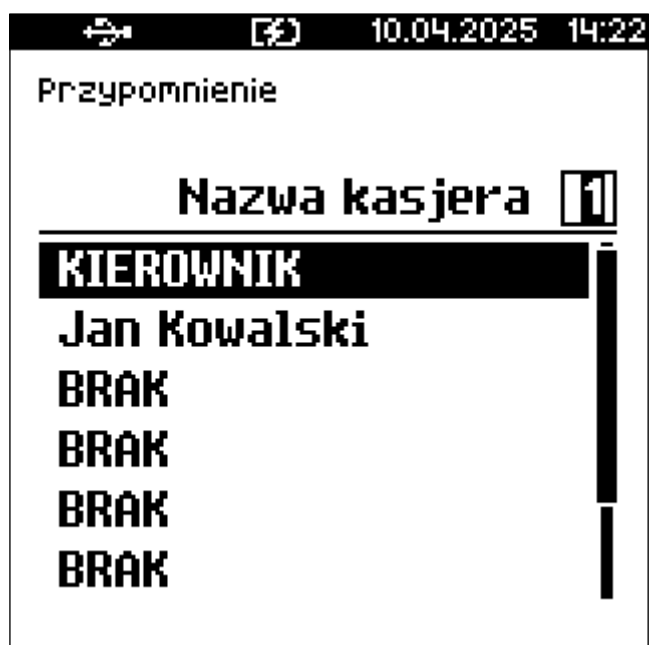 10.04.2025 14:22
Przypomnienie
Nazwa kasjera 1
KIEROWNIK
Jan Kowalski
BRAK
BRAK
BRAK
BRAK